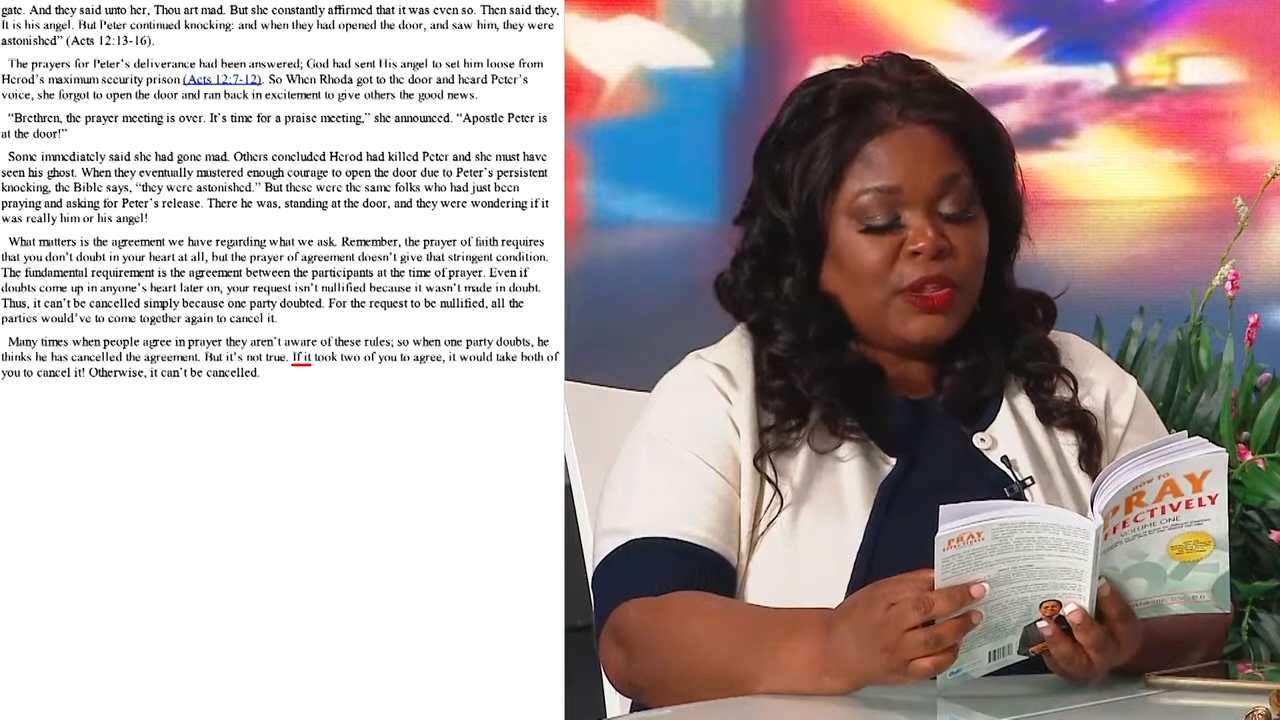 gate. And they said unto her, Thou art mad. But she constantly affirmed that it was even so. Then said they,
It is his angel. But Peter continued knocking: and when they had opened the door, and saw him, they were
astonished” (Acts 12:13-16).
The prayers for Peter’s deliverance had been answered; God had sent His angel to set him loose from
Herod’s maximum security prison (Acts 12:7-12). So When Rhoda got to the door and heard Peter’s
voice, she forgot to open the door and ran back in excitement to give others the good news.
“Brethren, the prayer meeting is over. It’s time for a praise meeting,” she announced. “Apostle Peter is
at the door!”
Some immediately said she had gone mad. Others concluded Herod had killed Peter and she must have
seen his ghost. When they eventually mustered enough courage to open the door due to Peter’s persistent
knocking, the Bible says, “they were astonished.” But these were the same folks who had just been
praying and asking for Peter’s release. There he was, standing at the door, and they were wondering if it
was really him or his angel!
What matters is the agreement we have regarding what we ask. Remember, the prayer of faith requires
that you don’t doubt in your heart at all, but the prayer of agreement doesn’t give that stringent condition.
The fundamental requirement is the agreement between the participants at the time of prayer. Even if
doubts come up in anyone’s heart later on, your request isn’t nullified because it wasn’t made in doubt.
Thus, it can’t be cancelled simply because one party doubted. For the request to be nullified, all the
parties would’ve to come together again to cancel it.
Many times when people agree in prayer they aren’t aware of these rules; so when one party doubts, he
thinks he has cancelled the agreement. But it’s not true. If it took two of you to agree, it would take both of
you to cancel it! Otherwise, it can’t be cancelled.
HOW TO
PRAY
EFFECTIVELY
VOLUME ONE
PRAY